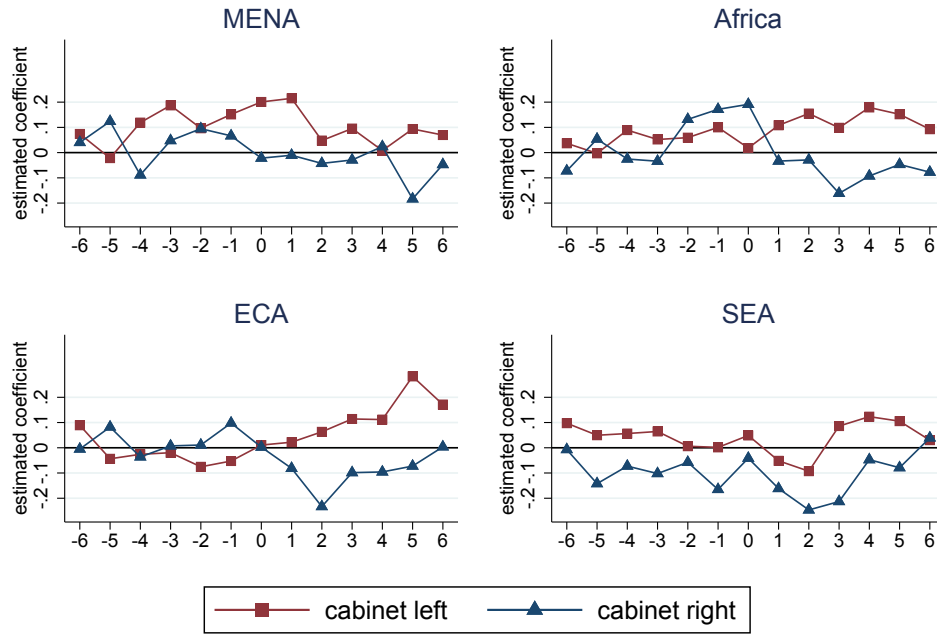 MENA
estimated coefficient
-.2 -.1 0 .1 .2
-6 -5 -4 -3 -2 -1 0 1 2 3 4 5 6
Africa
estimated coefficient
-.2 -.1 0 .1 .2
-6 -5 -4 -3 -2 -1 0 1 2 3 4 5 6
ECA
estimated coefficient
-.2 -.1 0 .1 .2
-6 -5 -4 -3 -2 -1 0 1 2 3 4 5 6
SEA
estimated coefficient
-.2 -.1 0 .1 .2
-6 -5 -4 -3 -2 -1 0 1 2 3 4 5 6
cabinet left cabinet right